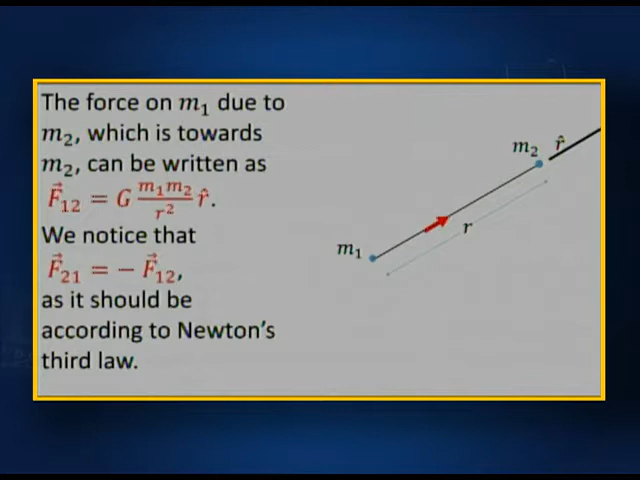 The force on m₁ due to
m₂, which is towards
m₂, can be written as
F⃗₁₂ = G m₁m₂/r² r̂.
We notice that
F⃗₂₁ = − F⃗₁₂,
as it should be
according to Newton's
third law.
m₂ r̂
r
m₁